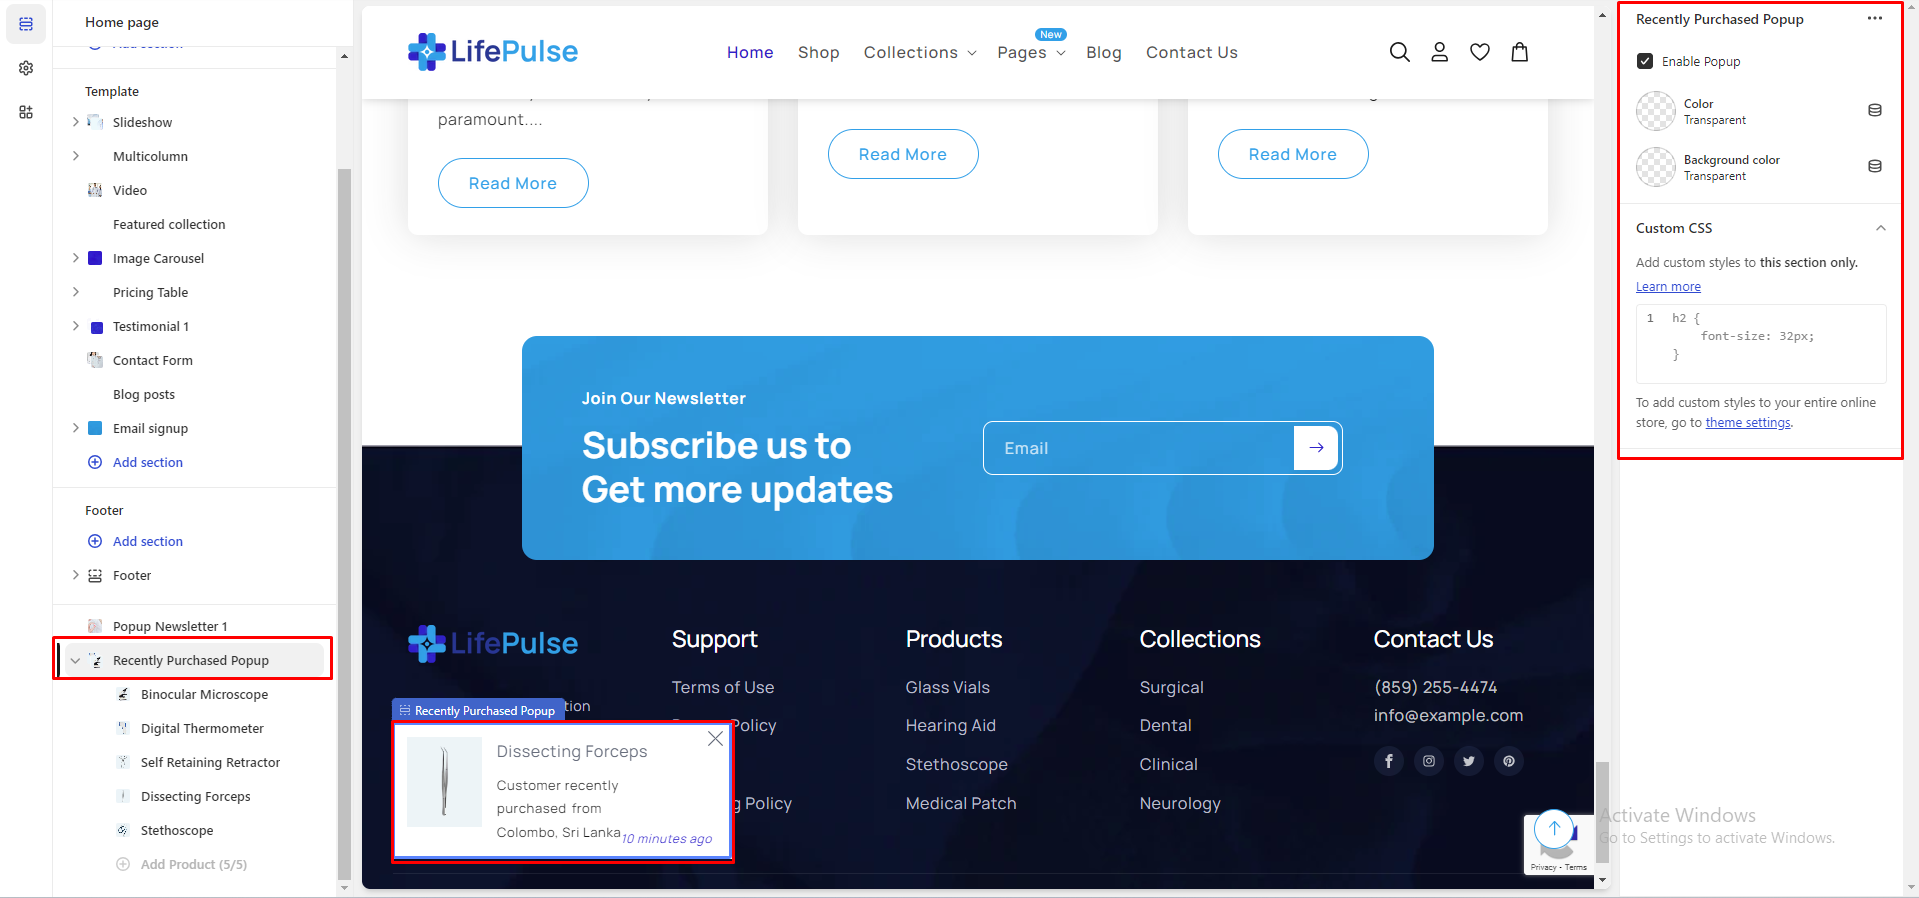 Home page
Template
Slideshow
Multicolumn
Video
Featured collection
Image Carousel
Pricing Table
Testimonial 1
Contact Form
Blog posts
Email signup
Add section
Footer
Add section
Footer
Popup Newsletter 1
Recently Purchased Popup
Binocular Microscope
Digital Thermometer
Self Retaining Retractor
Dissecting Forceps
Stethoscope
Add Product (5/5)
LifePulse
Home
Shop
Collections
Pages
New
Blog
Contact Us
paramount....
Read More
Read More
Read More
Join Our Newsletter
Subscribe us to
Get more updates
Email
LifePulse
tion
Support
Terms of Use
Policy
g Policy
Products
Glass Vials
Hearing Aid
Stethoscope
Medical Patch
Collections
Surgical
Dental
Clinical
Neurology
Contact Us
(859) 255-4474
info@example.com
Recently Purchased Popup
Dissecting Forceps
Customer recently
purchased from
Colombo, Sri Lanka
10 minutes ago
Privacy - Terms
Recently Purchased Popup
Enable Popup
Color
Transparent
Background color
Transparent
Custom CSS
Add custom styles to this section only.
Learn more
1 h2 {
font-size: 32px;
}
To add custom styles to your entire online
store, go to theme settings.
Activate Windows
Go to Settings to activate Windows.